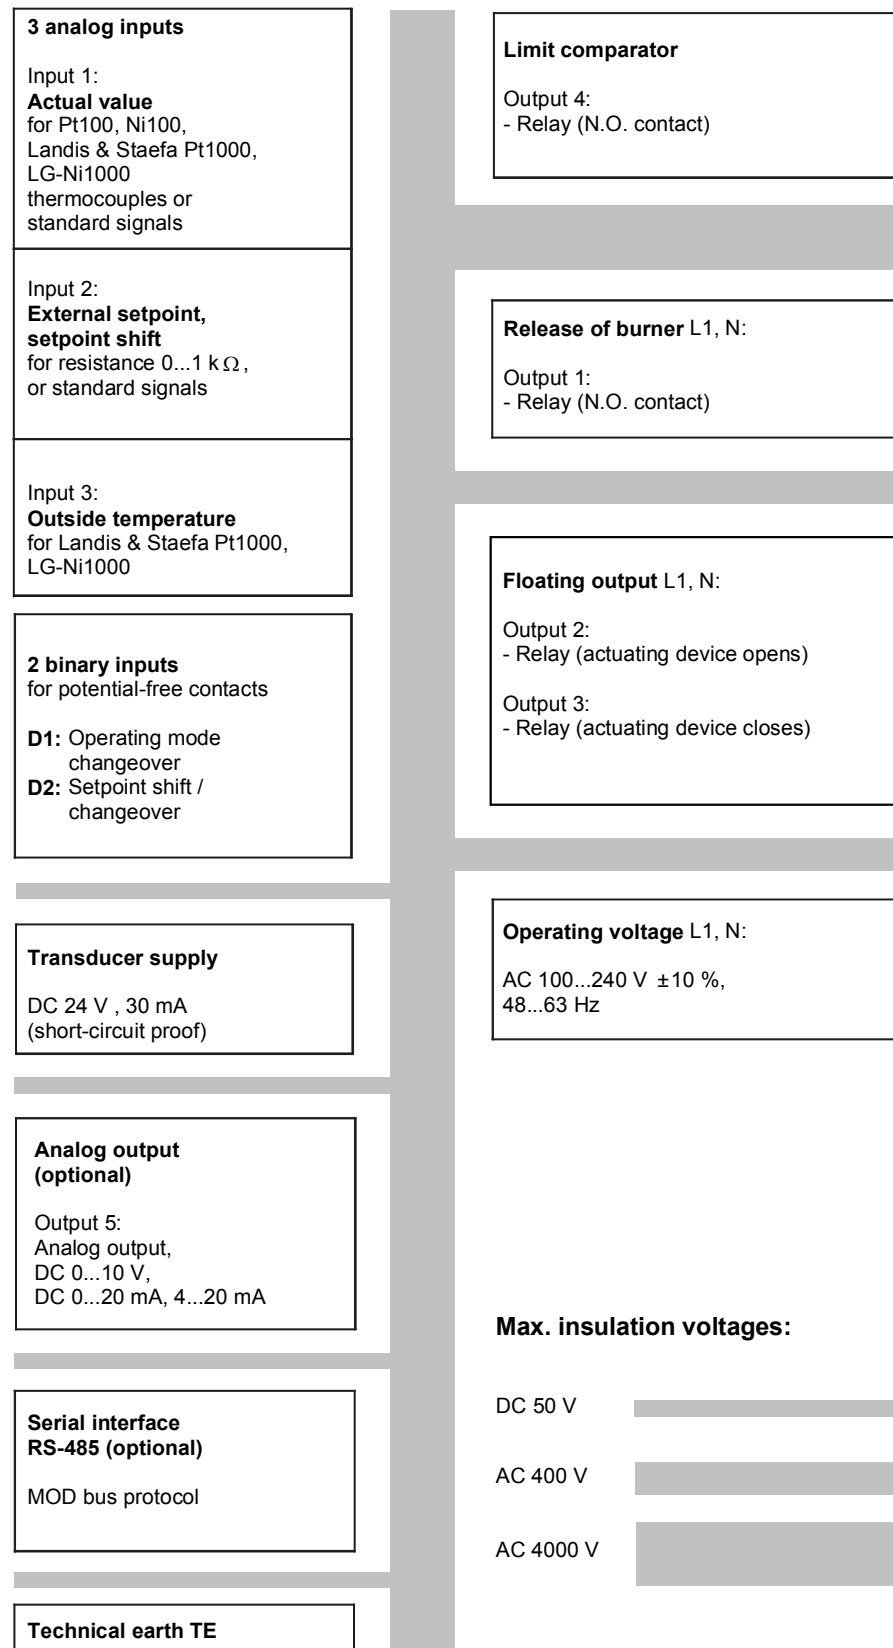 3 analog inputs
Input 1:
Actual value
for Pt100, Ni100,
Landis & Staefa Pt1000,
LG-Ni1000
thermocouples or
standard signals
Input 2:
External setpoint,
setpoint shift
for resistance 0...1 kΩ,
or standard signals
Input 3:
Outside temperature
for Landis & Staefa Pt1000,
LG-Ni1000
2 binary inputs
for potential-free contacts
D1: Operating mode
changeover
D2: Setpoint shift /
changeover
Transducer supply
DC 24 V , 30 mA
(short-circuit proof)
Analog output
(optional)
Output 5:
Analog output,
DC 0...10 V,
DC 0...20 mA, 4...20 mA
Serial interface
RS-485 (optional)
MOD bus protocol
Technical earth TE
Limit comparator
Output 4:
- Relay (N.O. contact)
Release of burner L1, N:
Output 1:
- Relay (N.O. contact)
Floating output L1, N:
Output 2:
- Relay (actuating device opens)
Output 3:
- Relay (actuating device closes)
Operating voltage L1, N:
AC 100...240 V ±10 %,
48...63 Hz
Max. insulation voltages:
DC 50 V
AC 400 V
AC 4000 V